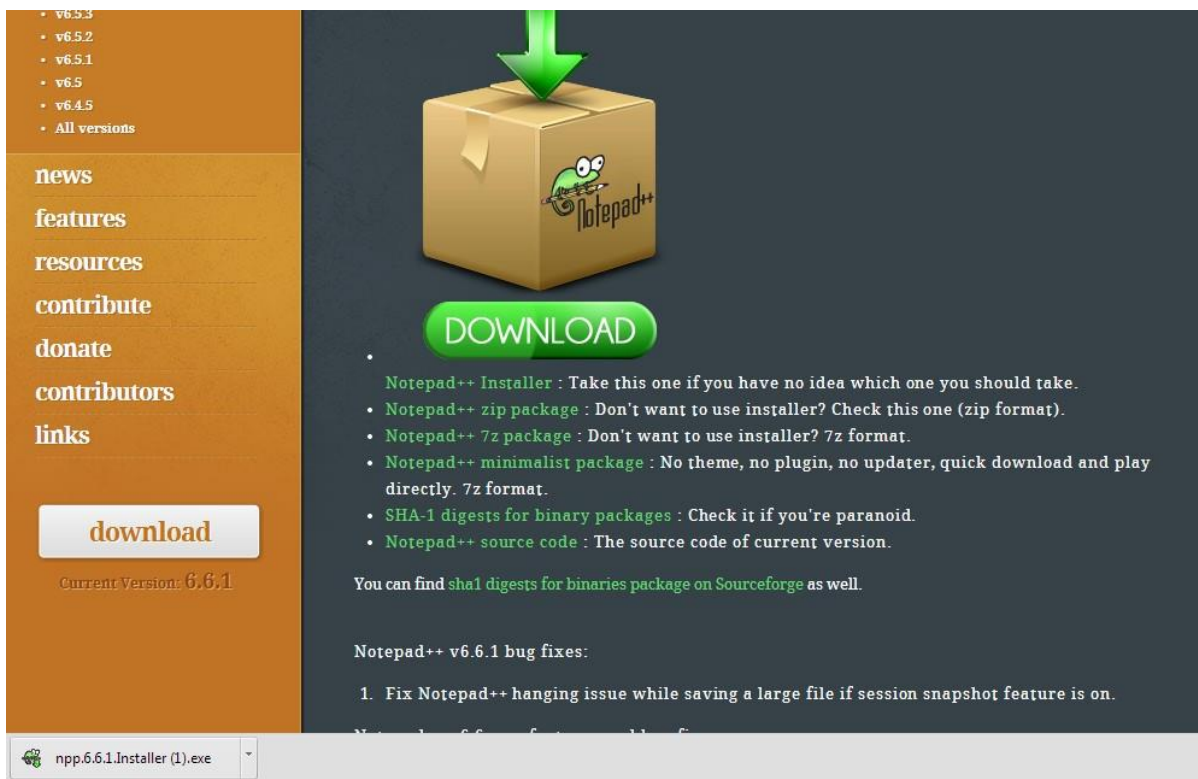 v6.5.3
v6.5.2
v6.5.1
v6.5
v6.4.5
All versions
news
features
resources
contribute
donate
contributors
links
download
Current Version: 6.6.1
Notepad++
DOWNLOAD
Notepad++ Installer : Take this one if you have no idea which one you should take.
Notepad++ zip package : Don't want to use installer? Check this one (zip format).
Notepad++ 7z package : Don't want to use installer? 7z format.
Notepad++ minimalist package : No theme, no plugin, no updater, quick download and play
directly. 7z format.
SHA-1 digests for binary packages : Check it if you're paranoid.
Notepad++ source code : The source code of current version.
You can find sha1 digests for binaries package on Sourceforge as well.
Notepad++ v6.6.1 bug fixes:
1. Fix Notepad++ hanging issue while saving a large file if session snapshot feature is on.
npp.6.6.1.Installer (1).exe